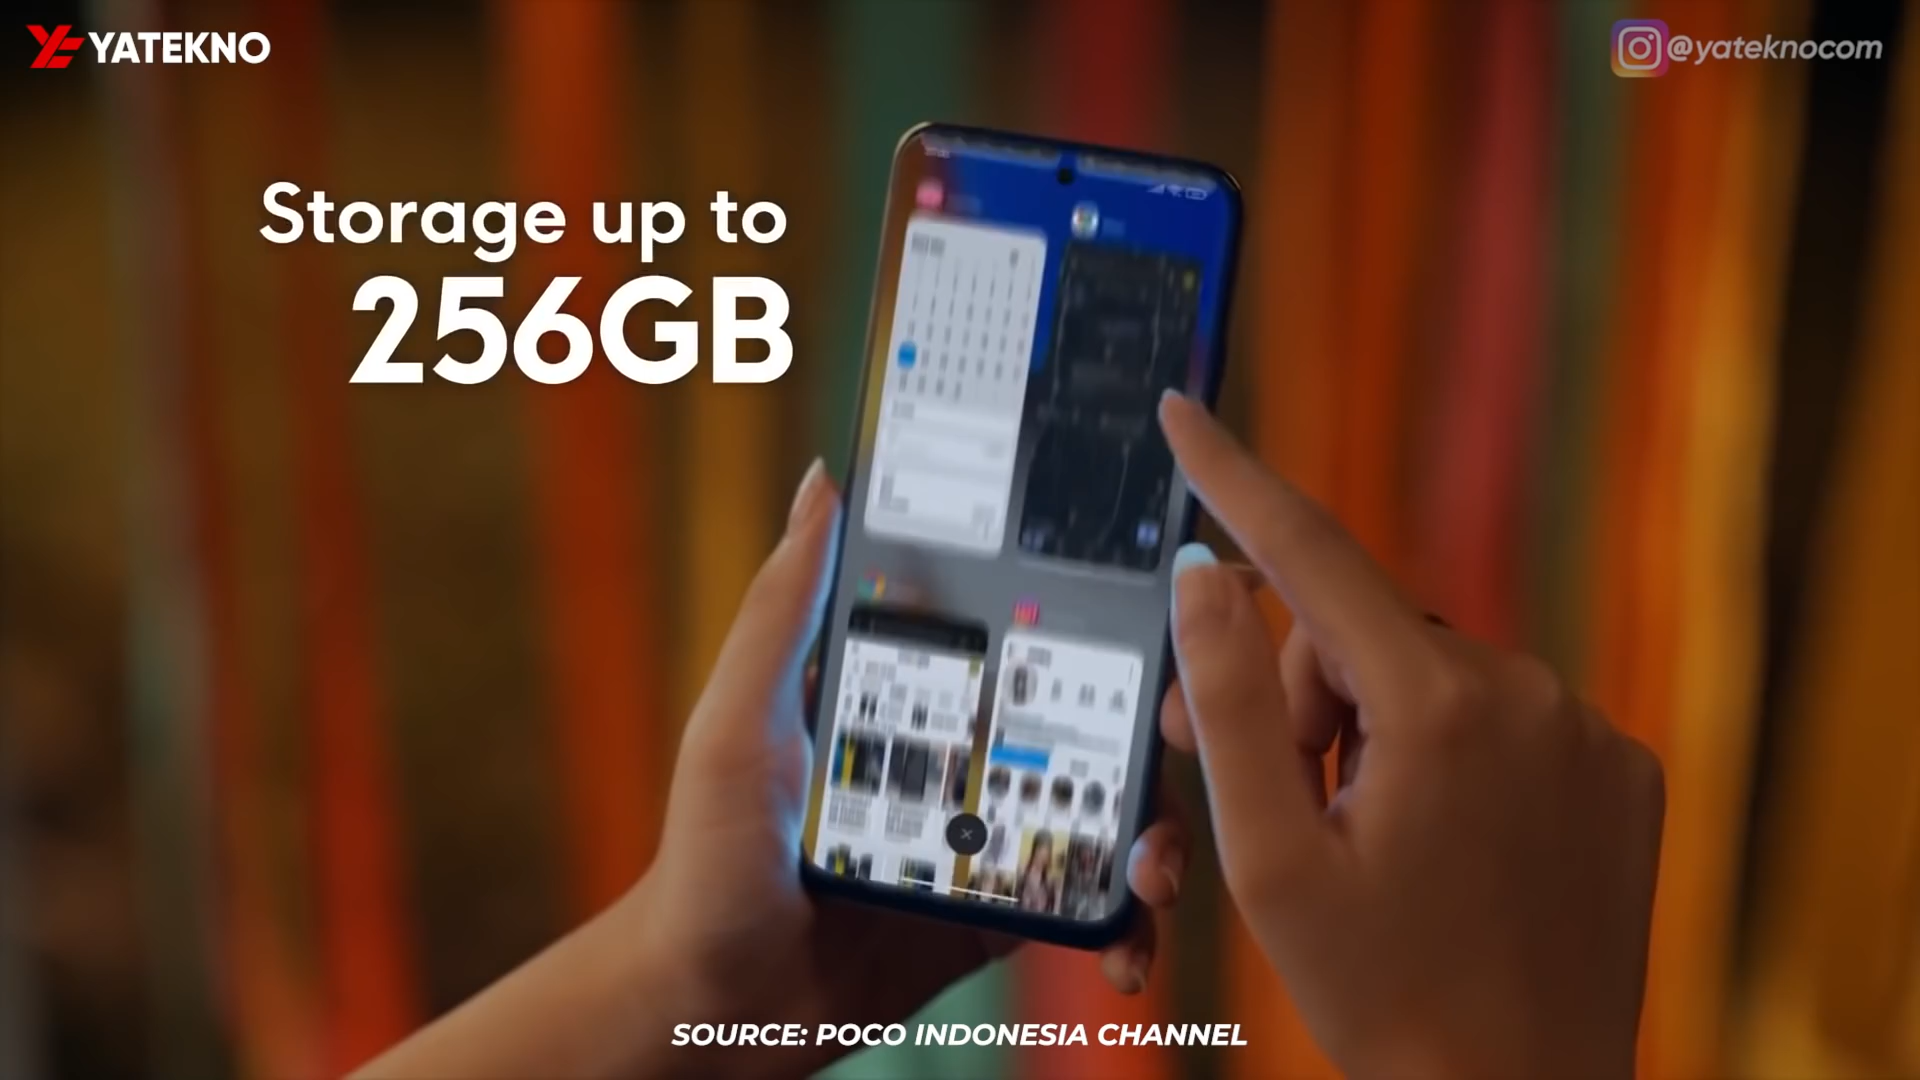 YATEKNO
@yateknocom
Storage up to
256GB
SOURCE: POCO INDONESIA CHANNEL